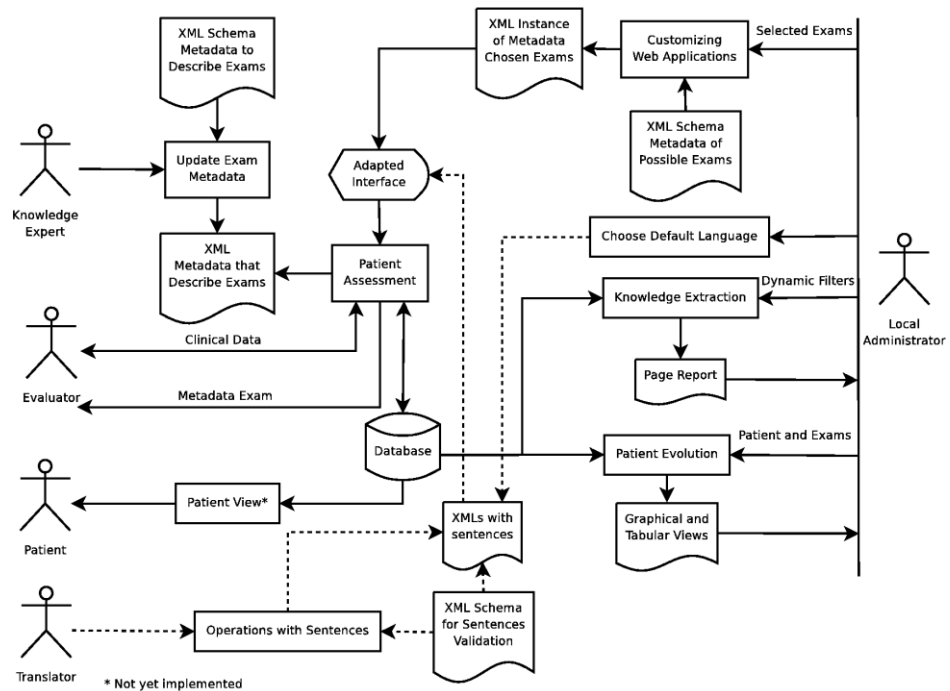 XML Schema
Metadata to
Describe Exams
XML Instance
of Metadata
Chosen Exams
Customizing
Web Applications
Selected Exams
XML Schema
Metadata of
Possible Exams
Update Exam
Metadata
Adapted
Interface
Knowledge
Expert
Choose Default Language
XML
Metadata that
Describe Exams
Patient
Assessment
Dynamic Filters
Knowledge Extraction
Local
Administrator
Clinical Data
Evaluator
Metadata Exam
Page Report
Patient and Exams
Database
Patient Evolution
Patient View*
Patient
XMLs with
sentences
Graphical and
Tabular Views
XML Schema
for Sentences
Validation
Operations with Sentences
Translator
* Not yet implemented